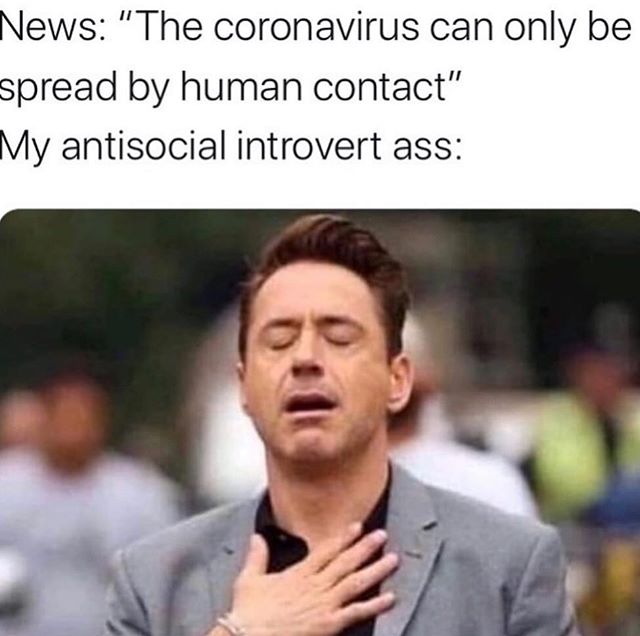 News: "The coronavirus can only be
spread by human contact"
My antisocial introvert ass: